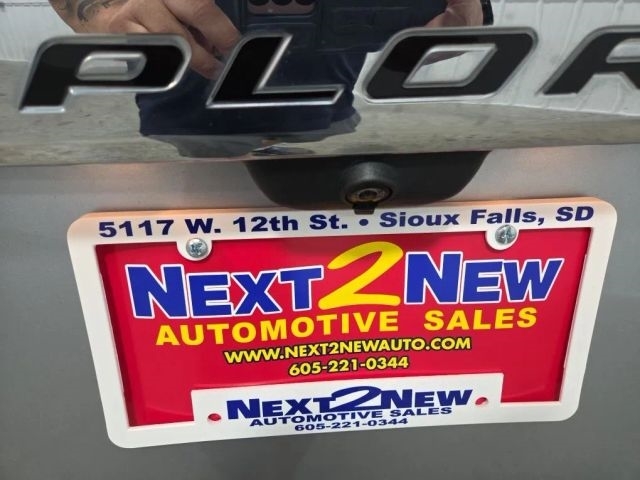 PLOR
5117 W. 12th St. • Sioux Falls, SD
NEXT2NEW
AUTOMOTIVE SALES
WWW.NEXT2NEWAUTO.COM
605-221-0344
NEXT2NEW
AUTOMOTIVE SALES
605-221-0344